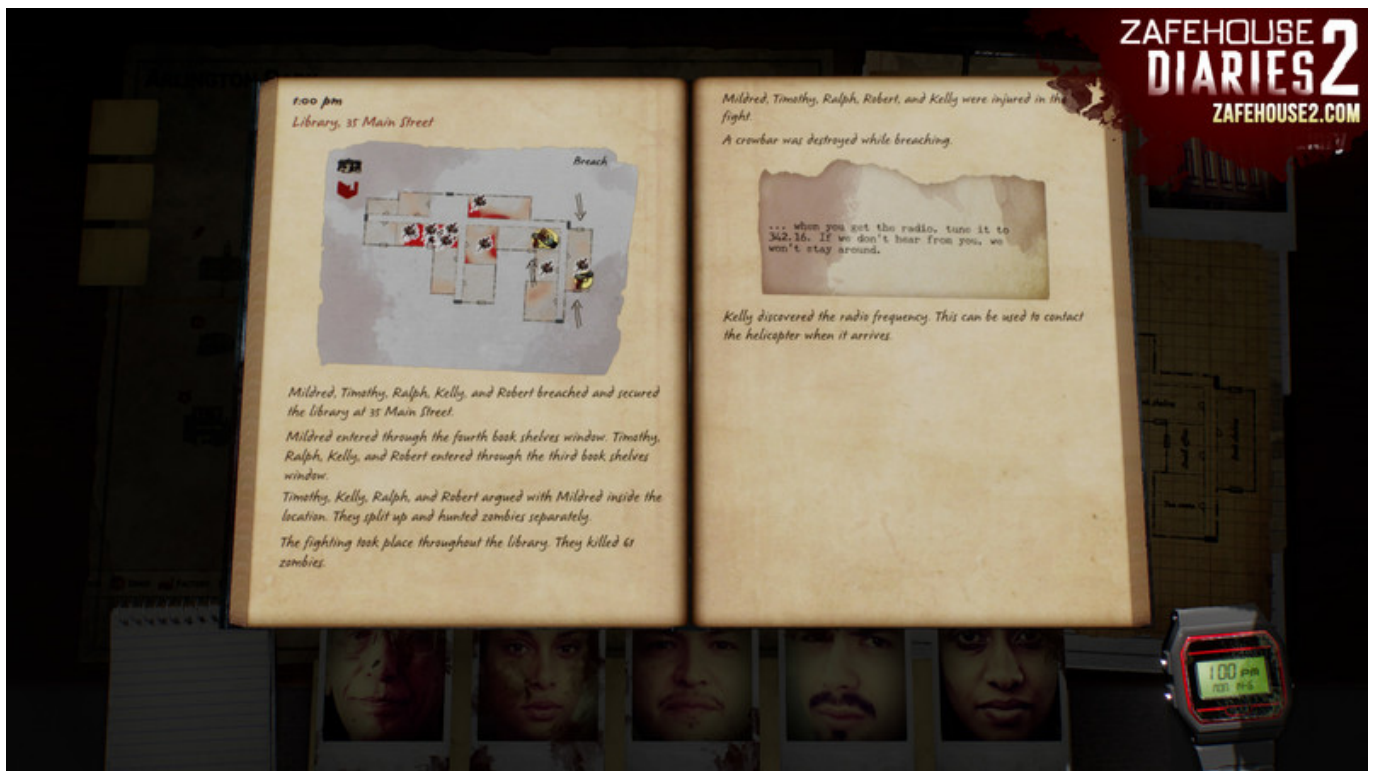 ZAFEHOUSE
DIARIES 2
ZAFEHOUSE2.COM
1:00 pm
Library, 35 Main Street
Breach
Mildred, Timothy, Ralph, Kelly, and Robert breached and secured
the library at 35 Main Street.
Mildred entered through the fourth book shelves window. Timothy,
Ralph, Kelly, and Robert entered through the third book shelves
window.
Timothy, Kelly, Ralph, and Robert argued with Mildred inside the
location. They split up and hunted zombies separately.
The fighting took place throughout the library. They killed 61
zombies.
Mildred, Timothy, Ralph, Robert, and Kelly were injured in the
fight.
A crowbar was destroyed while breaching.
... when you get the radio, tune it to
342.16. If we don't hear from you, we
won't stay around.
Kelly discovered the radio frequency. This can be used to contact
the helicopter when it arrives.
1:00 PM